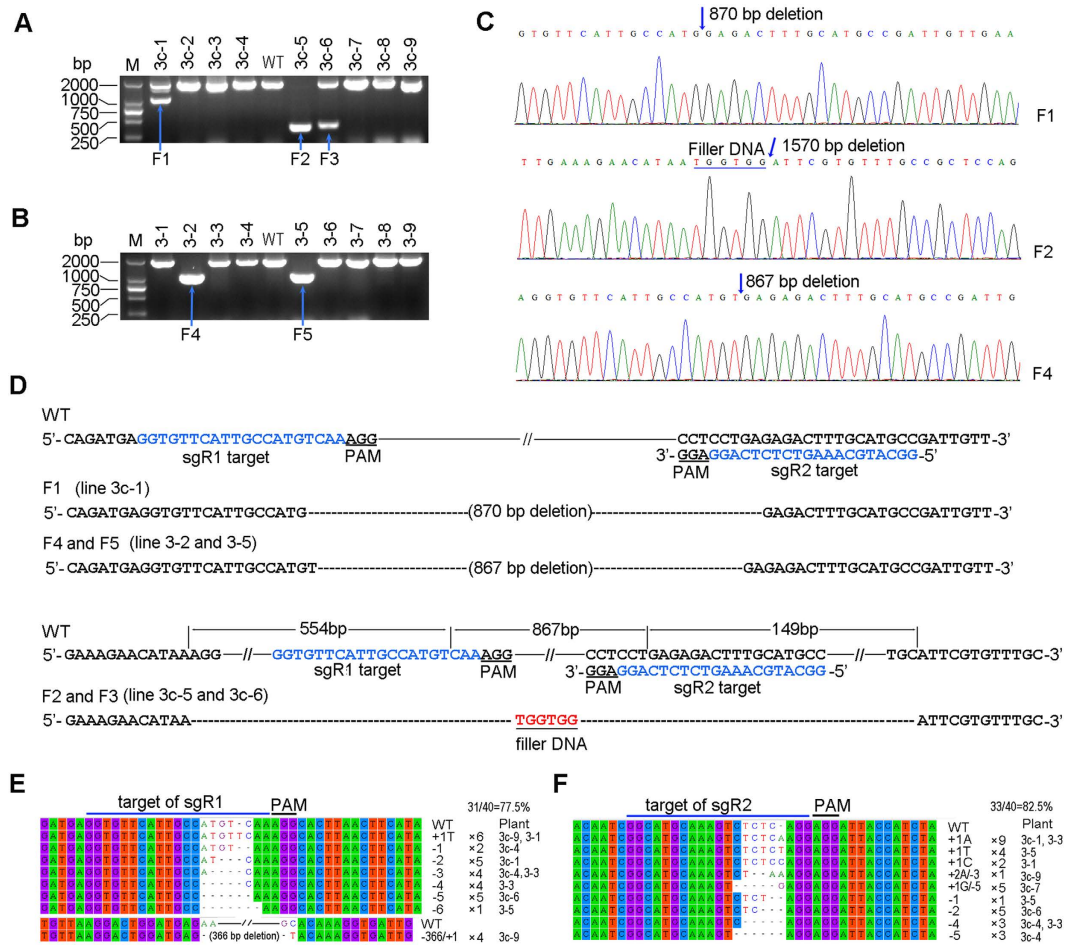 A
bp M 3c-1 3c-2 3c-3 3c-4 WT 3c-5 3c-6 3c-7 3c-8 3c-9
2000
1000
750
500
250
F1 F2 F3
B
bp M 3-1 3-2 3-3 3-4 WT 3-5 3-6 3-7 3-8 3-9
2000
1000
750
500
250
F4 F5
C
870 bp deletion
GTGTTCATTGCCATGGAGACTTTGCATGCCGATTGTTGAA
F1
Filler DNA 1570 bp deletion
TTGAAAGAACATAATGGTGGATTCGTGTTTGCCGCTCCAG
F2
867 bp deletion
AGGTGTTCATTGCCATGTGAGAGACTTTGCATGCCGATTG
F4
D
WT
5’- CAGATGAGGTGTTCATTGCCATGTCAAAGG // CCTCCTGAGAGACTTTGCATGCCGATTGTT -3’
3’- GGAGGACTCTCTGAAACGTACGG -5’
sgR1 target PAM PAM sgR2 target
F1 (line 3c-1)
5’- CAGATGAGGTGTTCATTGCCATG (870 bp deletion) GAGACTTTGCATGCCGATTGTT -3’
F4 and F5 (line 3-2 and 3-5)
5’- CAGATGAGGTGTTCATTGCCATGT (867 bp deletion) GAGAGACTTTGCATGCCGATTGTT -3’
WT 554bp 867bp 149bp
5’- GAAAGAACATAAAGG // GGTGTTCATTGCCATGTCAAAGG // CCTCCTGAGAGACTTTGCATGCC // TGCATTCGTGTTTGC -3’
3’- GGAGGACTCTCTGAAACGTACGG -5’
sgR1 target PAM PAM sgR2 target
F2 and F3 (line 3c-5 and 3c-6)
5’- GAAAGAACATAA TGGTGG ATTCGTGTTTGC -3’
filler DNA
E
target of sgR1 PAM 31/40=77.5%
Plant
GATGAGGTGTTCATTGCCATGT-CAAAGGCACTTAACTTCATA WT
GATGAGGTGTTCATTGCCATGTTCAAAGGCACTTAACTTCATA +1T ×6 3c-9, 3-1
-1 ×2 3c-4
-2 ×5 3c-1
-3 ×4 3c-4, 3-3
-4 ×4 3-3
-5 ×5 3c-6
-6 ×1 3-5
WT
(366 bp deletion) -366/+1 ×4 3c-9
F
target of sgR2 PAM 33/40=82.5%
Plant
ACAATCGGCATGCAAAGTCTCTC-AGGAGGATTACCATCTA WT
+1A ×9 3c-1, 3-3
+1T ×4 3-5
+1C ×2 3-1
+2A/-3 ×1 3c-9
+1G/-5 ×5 3c-7
-1 ×1 3-5
-2 ×5 3c-6
-4 ×3 3c-4, 3-3
-5 ×3 3c-4